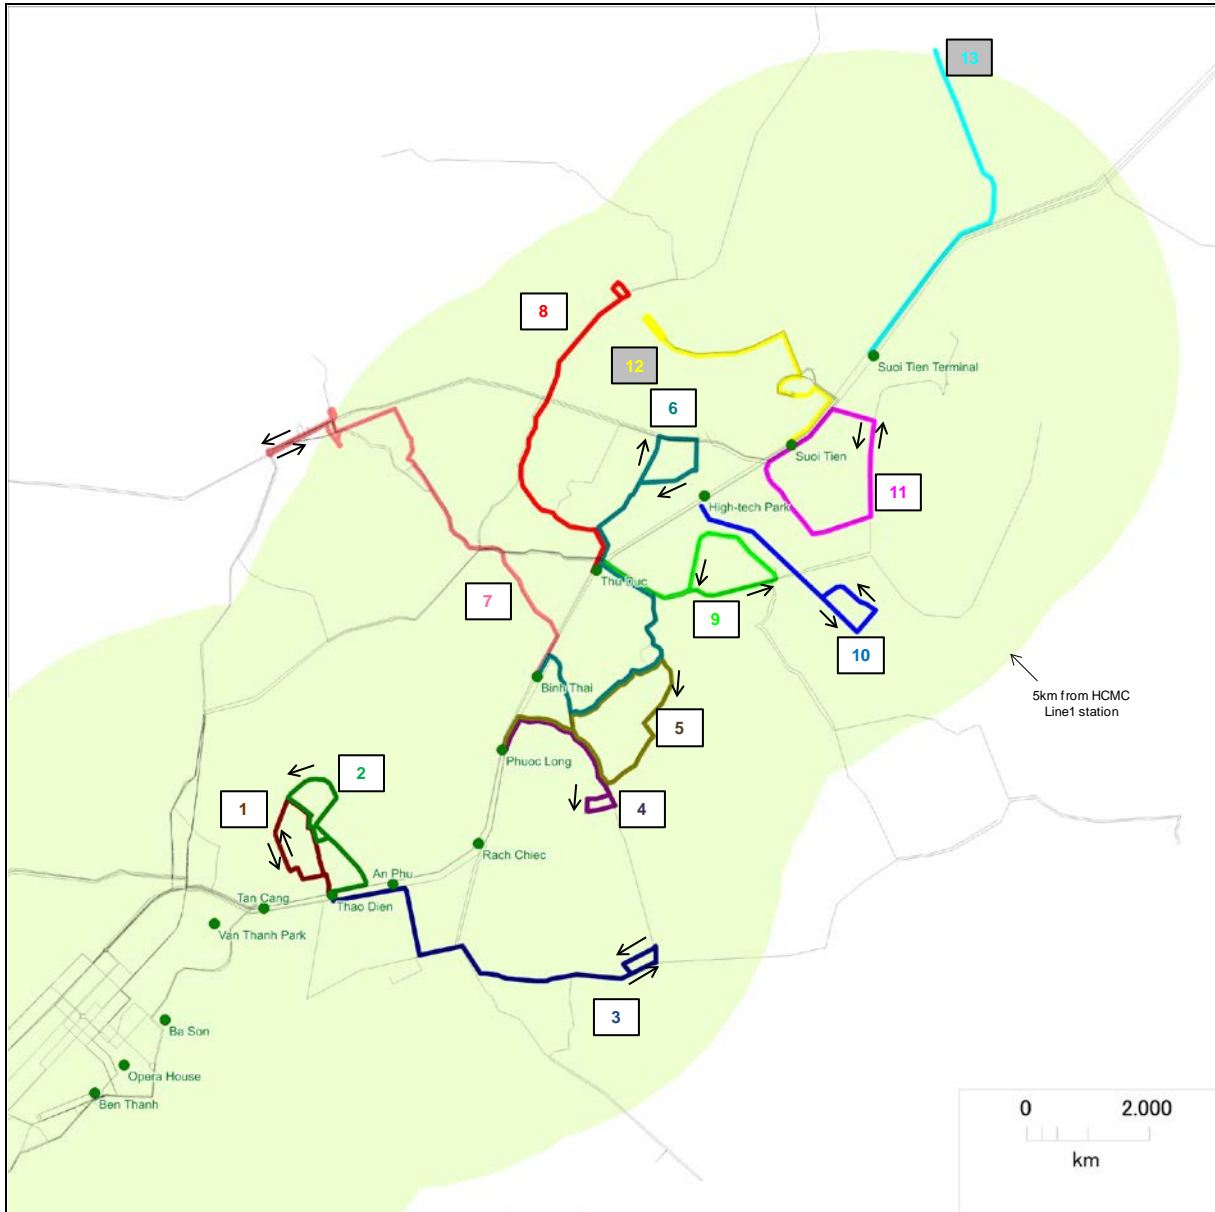 13
8
12
Suoi Tien Terminal
6
Suoi Tien
11
High-tech Park
Thu Duc
7
9
10
Binh Thai
5km from HCMC
Line1 station
5
Phuoc Long
2
1
4
Rach Chiec
An Phu
Tan Cang
Thao Dien
Van Thanh Park
3
Ba Son
Opera House
Ben Thanh
0 2.000
km